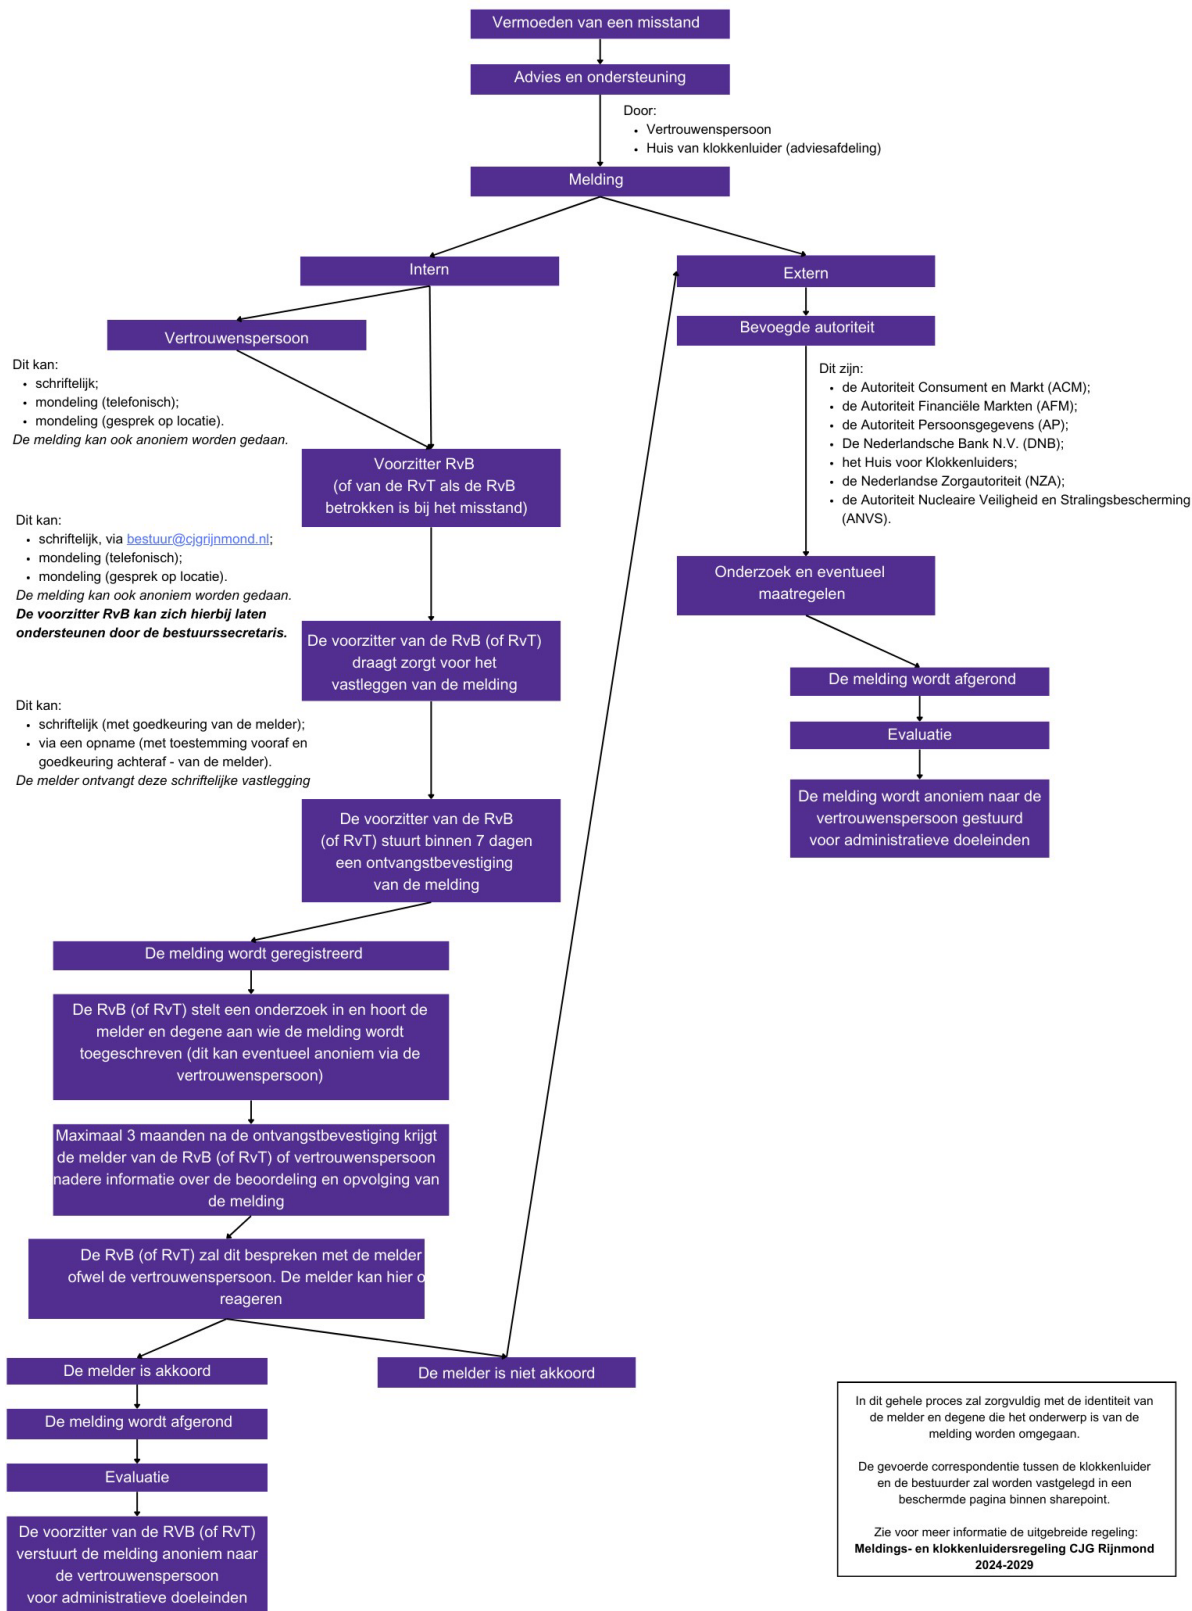 Vermoeden van een misstand
Advies en ondersteuning
Door:
• Vertrouwenspersoon
• Huis van klokkenluider (adviesafdeling)
Melding
Intern
Extern
Vertrouwenspersoon
Bevoegde autoriteit
Dit kan:
• schriftelijk;
• mondeling (telefonisch);
• mondeling (gesprek op locatie).
De melding kan ook anoniem worden gedaan.
Dit zijn:
• de Autoriteit Consument en Markt (ACM);
• de Autoriteit Financiële Markten (AFM);
• de Autoriteit Persoonsgegevens (AP);
• De Nederlandsche Bank N.V. (DNB);
• het Huis voor Klokkenluiders;
• de Nederlandse Zorgautoriteit (NZA);
• de Autoriteit Nucleaire Veiligheid en Stralingsbescherming
(ANVS).
Voorzitter RvB
(of van de RvT als de RvB
betrokken is bij het misstand)
Dit kan:
• schriftelijk, via bestuur@cjgrijnmond.nl;
• mondeling (telefonisch);
• mondeling (gesprek op locatie).
De melding kan ook anoniem worden gedaan.
De voorzitter RvB kan zich hierbij laten
ondersteunen door de bestuurssecretaris.
Onderzoek en eventueel
maatregelen
De voorzitter van de RvB (of RvT)
draagt zorgt voor het
vastleggen van de melding
De melding wordt afgerond
Dit kan:
• schriftelijk (met goedkeuring van de melder);
• via een opname (met toestemming vooraf en
goedkeuring achteraf - van de melder).
De melder ontvangt deze schriftelijke vastlegging
Evaluatie
De melding wordt anoniem naar de
vertrouwenspersoon gestuurd
voor administratieve doeleinden
De voorzitter van de RvB
(of RvT) stuurt binnen 7 dagen
een ontvangstbevestiging
van de melding
De melding wordt geregistreerd
De RvB (of RvT) stelt een onderzoek in en hoort de
melder en degene aan wie de melding wordt
toegeschreven (dit kan eventueel anoniem via de
vertrouwenspersoon)
Maximaal 3 maanden na de ontvangstbevestiging krijgt
de melder van de RvB (of RvT) of vertrouwenspersoon
nadere informatie over de beoordeling en opvolging van
de melding
De RvB (of RvT) zal dit bespreken met de melder
ofwel de vertrouwenspersoon. De melder kan hier o
reageren
De melder is akkoord
De melder is niet akkoord
De melding wordt afgerond
Evaluatie
De voorzitter van de RVB (of RvT)
verstuurt de melding anoniem naar
de vertrouwenspersoon
voor administratieve doeleinden
In dit gehele proces zal zorgvuldig met de identiteit van
de melder en degene die het onderwerp is van de
melding worden omgegaan.
De gevoerde correspondentie tussen de klokkenluider
en de bestuurder zal worden vastgelegd in een
beschermde pagina binnen sharepoint.
Zie voor meer informatie de uitgebreide regeling:
Meldings- en klokkenluidersregeling CJG Rijnmond
2024-2029